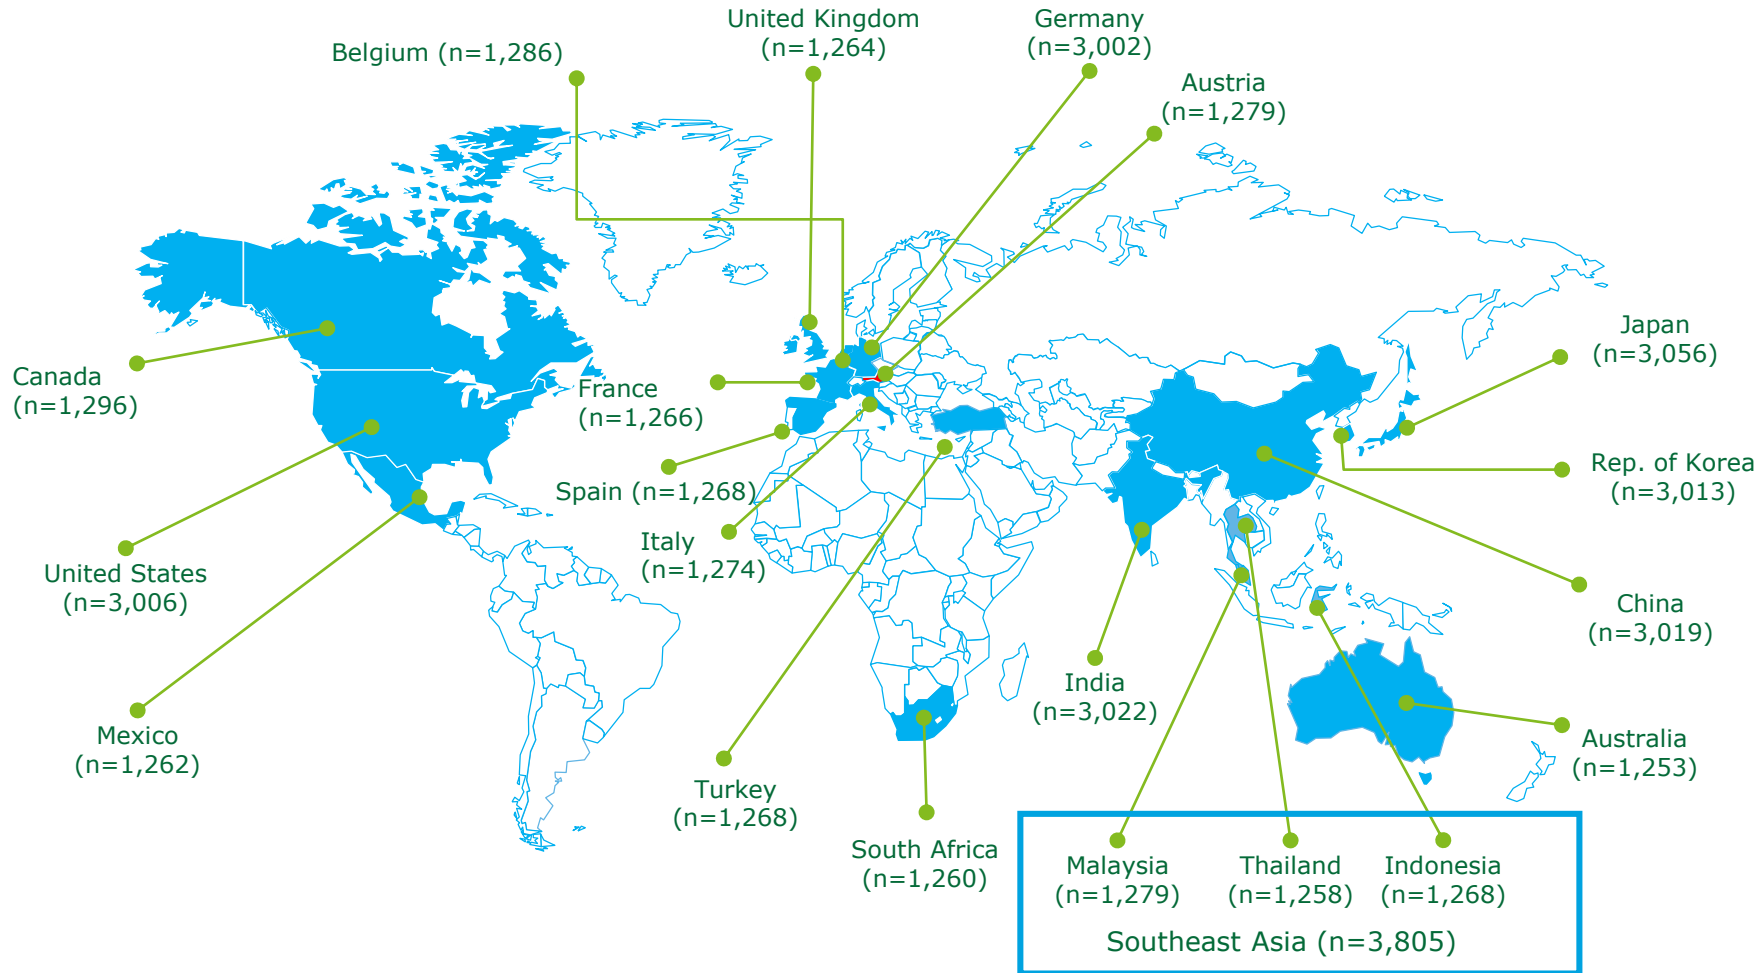 United Kingdom
(n=1,264)
Germany
(n=3,002)
Belgium (n=1,286)
Austria
(n=1,279)
Japan
(n=3,056)
Canada
(n=1,296)
France
(n=1,266)
Rep. of Korea
(n=3,013)
Spain (n=1,268)
Italy
(n=1,274)
United States
(n=3,006)
China
(n=3,019)
India
(n=3,022)
Mexico
(n=1,262)
Australia
(n=1,253)
Turkey
(n=1,268)
South Africa
(n=1,260)
Malaysia
(n=1,279)
Thailand
(n=1,258)
Indonesia
(n=1,268)
Southeast Asia (n=3,805)